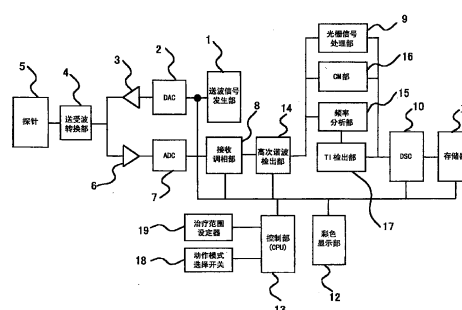 1
2
3
4
5
8
14
9
16
15
10
送波信号
发生部
DAC
送受波
转换部
探针
光栅信号
处理部
CM部
频率
分析部
ADC
接收
调相部
高次谐波
检出部
TI检出部
DSC
6
7
17
19
治疗范围
设定器
18
动作模式
选择开关
控制部
(CPU)
彩色
显示部
12
13